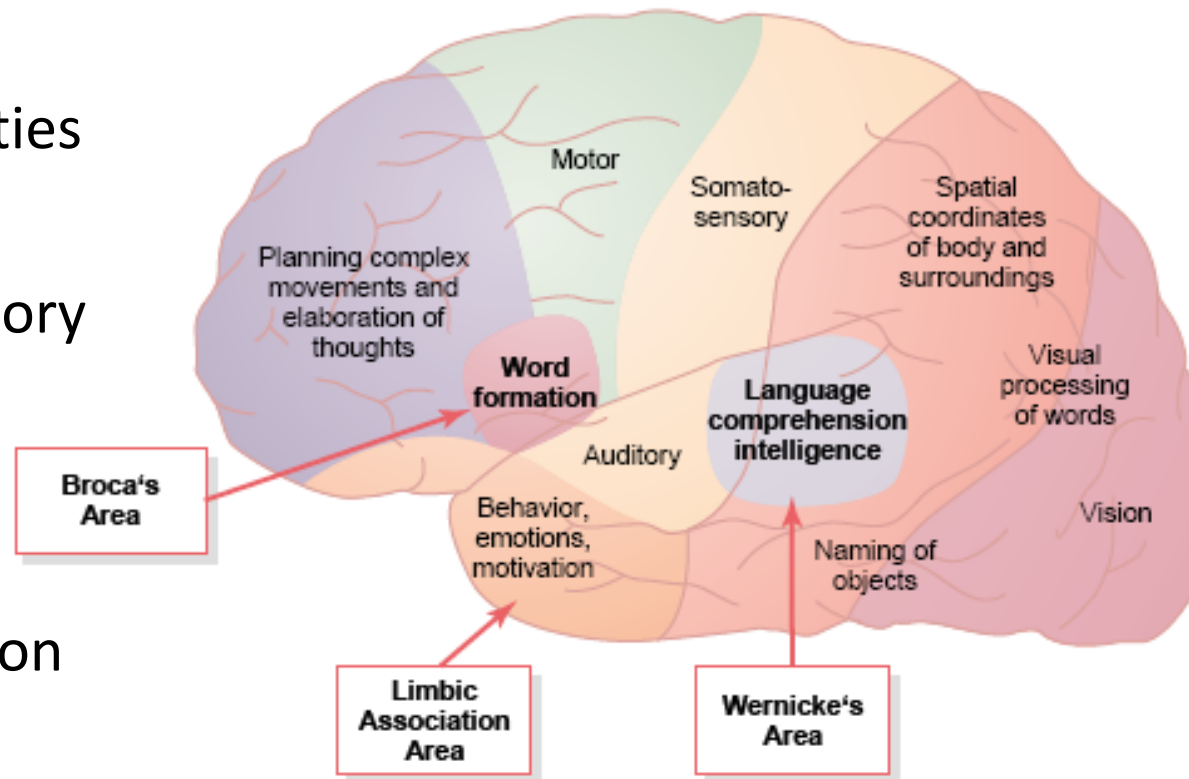 ties
ory
on
Motor
Somato-
sensory
Spatial
coordinates
of body and
surroundings
Planning complex
movements and
elaboration of
thoughts
Word
formation
Visual
processing
of words
Language
comprehension
intelligence
Auditory
Broca‘s
Area
Behavior,
emotions,
motivation
Vision
Naming of
objects
Limbic
Association
Area
Wernicke‘s
Area